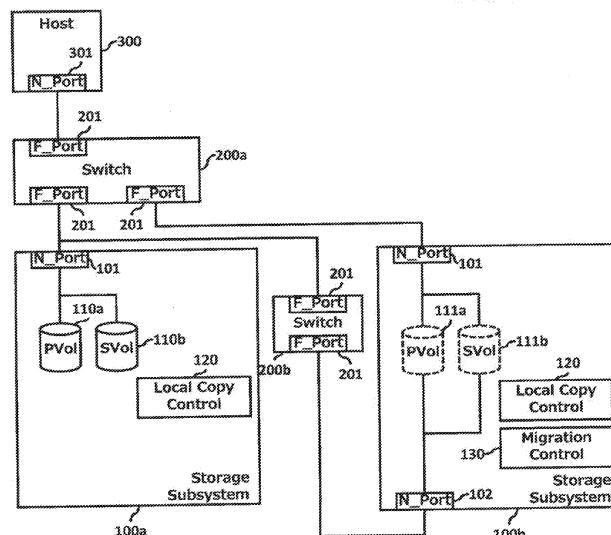 Host
300
301
N_Port
201
F_Port
200a
Switch
F_Port
F_Port
201
201
N_Port
101
N_Port
101
201
F_Port
Switch
F_Port
201
200b
110a
PVol
SVol
110b
120
Local Copy
Control
Storage
Subsystem
100a
111a
PVol
SVol
111b
120
Local Copy
Control
130
Migration
Control
Storage
Subsystem
N_Port
102
100b